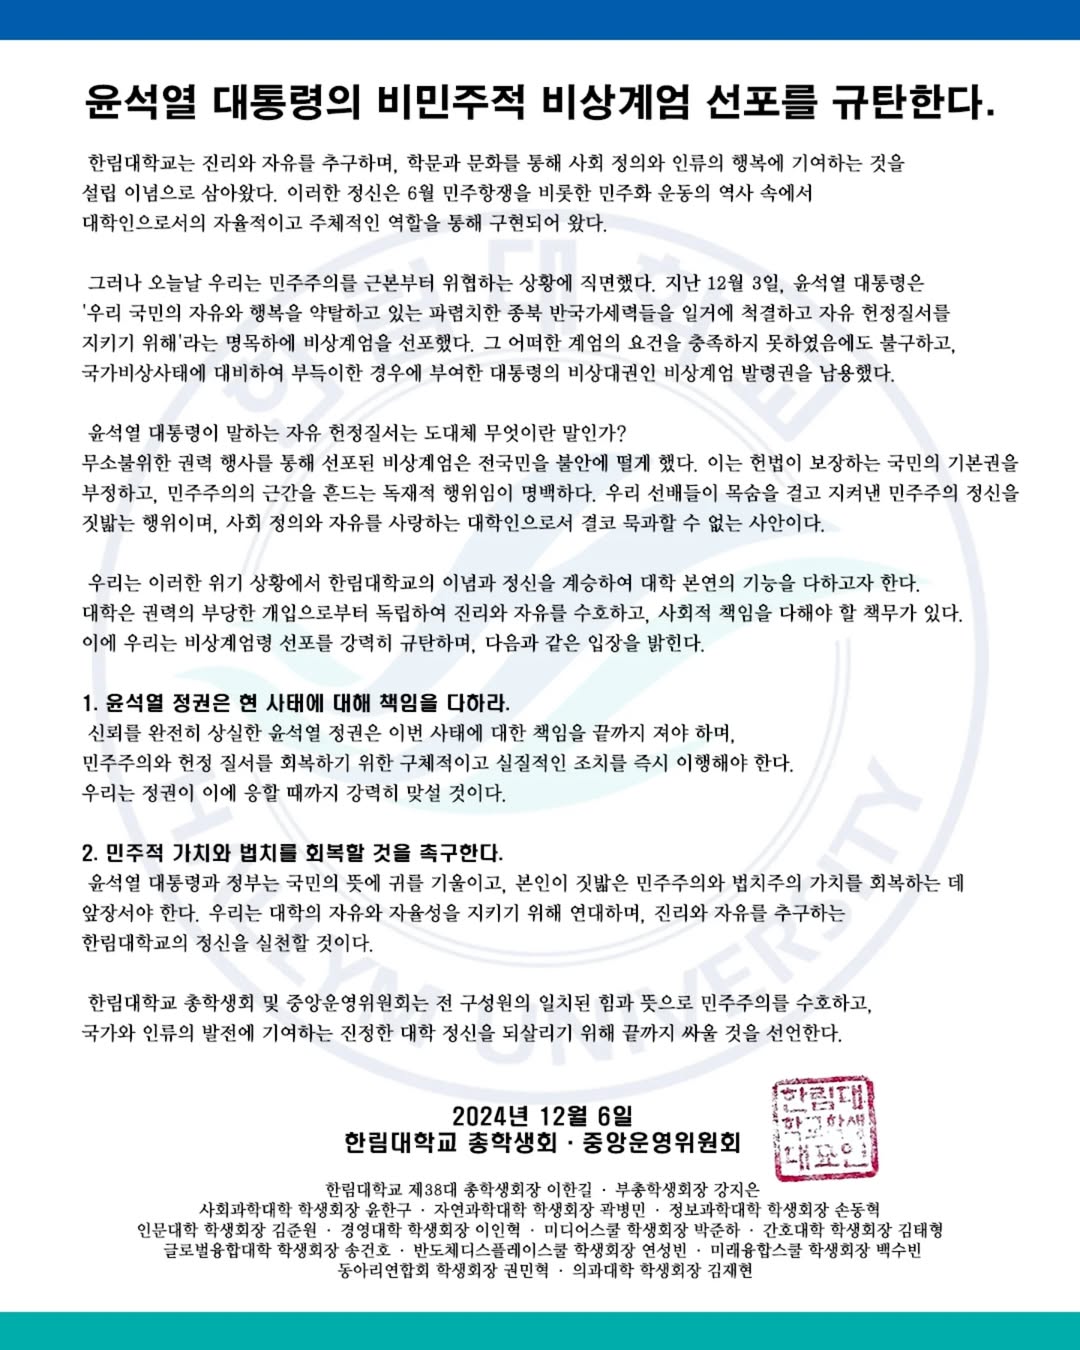 윤석열 대통령의 비민주적 비상계엄 선포를 규탄한다.
한림대학교는 진리와 자유를 추구하며, 학문과 문화를 통해 사회 정의와 인류의 행복에 기여하는 것을
설립 이념으로 삼아왔다. 이러한 정신은 6월 민주항쟁을 비롯한 민주화 운동의 역사 속에서
대학인으로서의 자율적이고 주체적인 역할을 통해 구현되어 왔다.
그러나 오늘날 우리는 민주주의를 근본부터 위협하는 상황에 직면했다. 지난 12월 3일, 윤석열 대통령은
'우리 국민의 자유와 행복을 약탈하고 있는 파렴치한 종북 반국가세력들을 일거에 척결하고 자유 헌정질서를
지키기 위해'라는 명목하에 비상계엄을 선포했다. 그 어떠한 계엄의 요건을 충족하지 못하였음에도 불구하고,
국가비상사태에 대비하여 부득이한 경우에 부여한 대통령의 비상대권인 비상계엄 발령권을 남용했다.
윤석열 대통령이 말하는 자유 헌정질서는 도대체 무엇이란 말인가?
무소불위한 권력 행사를 통해 선포된 비상계엄은 전국민을 불안에 떨게 했다. 이는 헌법이 보장하는 국민의 기본권을
부정하고, 민주주의의 근간을 흔드는 독재적 행위임이 명백하다. 우리 선배들이 목숨을 걸고 지켜낸 민주주의 정신을
짓밟는 행위이며, 사회 정의와 자유를 사랑하는 대학인으로서 결코 묵과할 수 없는 사안이다.
우리는 이러한 위기 상황에서 한림대학교의 이념과 정신을 계승하여 대학 본연의 기능을 다하고자 한다.
대학은 권력의 부당한 개입으로부터 독립하여 진리와 자유를 수호하고, 사회적 책임을 다해야 할 책무가 있다.
이에 우리는 비상계엄령 선포를 강력히 규탄하며, 다음과 같은 입장을 밝힌다.
1. 윤석열 정권은 현 사태에 대해 책임을 다하라.
신뢰를 완전히 상실한 윤석열 정권은 이번 사태에 대한 책임을 끝까지 져야 하며,
민주주의와 헌정 질서를 회복하기 위한 구체적이고 실질적인 조치를 즉시 이행해야 한다.
우리는 정권이 이에 응할 때까지 강력히 맞설 것이다.
2. 민주적 가치와 법치를 회복할 것을 촉구한다.
윤석열 대통령과 정부는 국민의 뜻에 귀를 기울이고, 본인이 짓밟은 민주주의와 법치주의 가치를 회복하는 데
앞장서야 한다. 우리는 대학의 자유와 자율성을 지키기 위해 연대하며, 진리와 자유를 추구하는
한림대학교의 정신을 실천할 것이다.
한림대학교 총학생회 및 중앙운영위원회는 전 구성원의 일치된 힘과 뜻으로 민주주의를 수호하고,
국가와 인류의 발전에 기여하는 진정한 대학 정신을 되살리기 위해 끝까지 싸울 것을 선언한다.
2024년 12월 6일
한림대학교 총학생회 · 중앙운영위원회
한림대
학교학생
대표인
한림대학교 제38대 총학생회장 이한길 · 부총학생회장 강지은
사회과학대학 학생회장 윤한구 · 자연과학대학 학생회장 곽병민 · 정보과학대학 학생회장 손동혁
인문대학 학생회장 김준원 · 경영대학 학생회장 이인혁 · 미디어스쿨 학생회장 박준하 · 간호대학 학생회장 김태형
글로벌융합대학 학생회장 송건호 · 반도체디스플레이스쿨 학생회장 연성빈 · 미래융합스쿨 학생회장 백수빈
동아리연합회 학생회장 권민혁 · 의과대학 학생회장 김재현
한림대학교
HALLYM UNIVERSITY